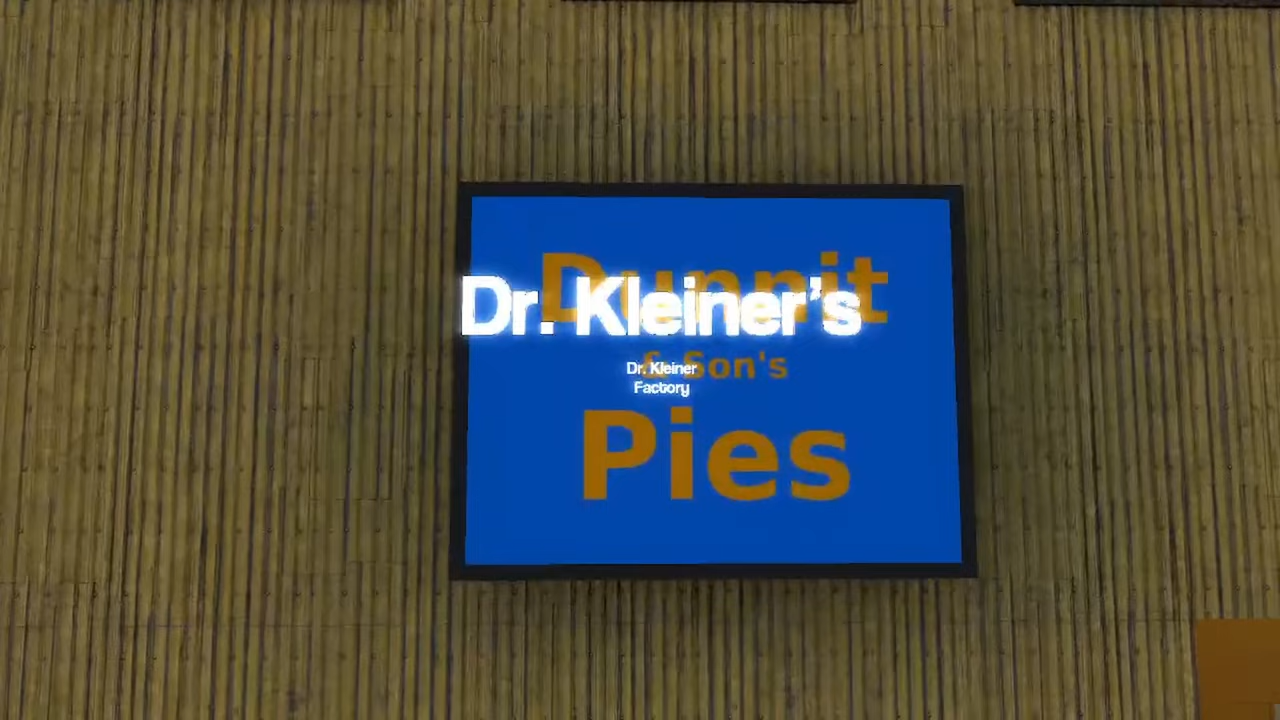 Dunnit
Dr. Kleiner's
& Son's
Dr. Kleiner
Factory
Pies